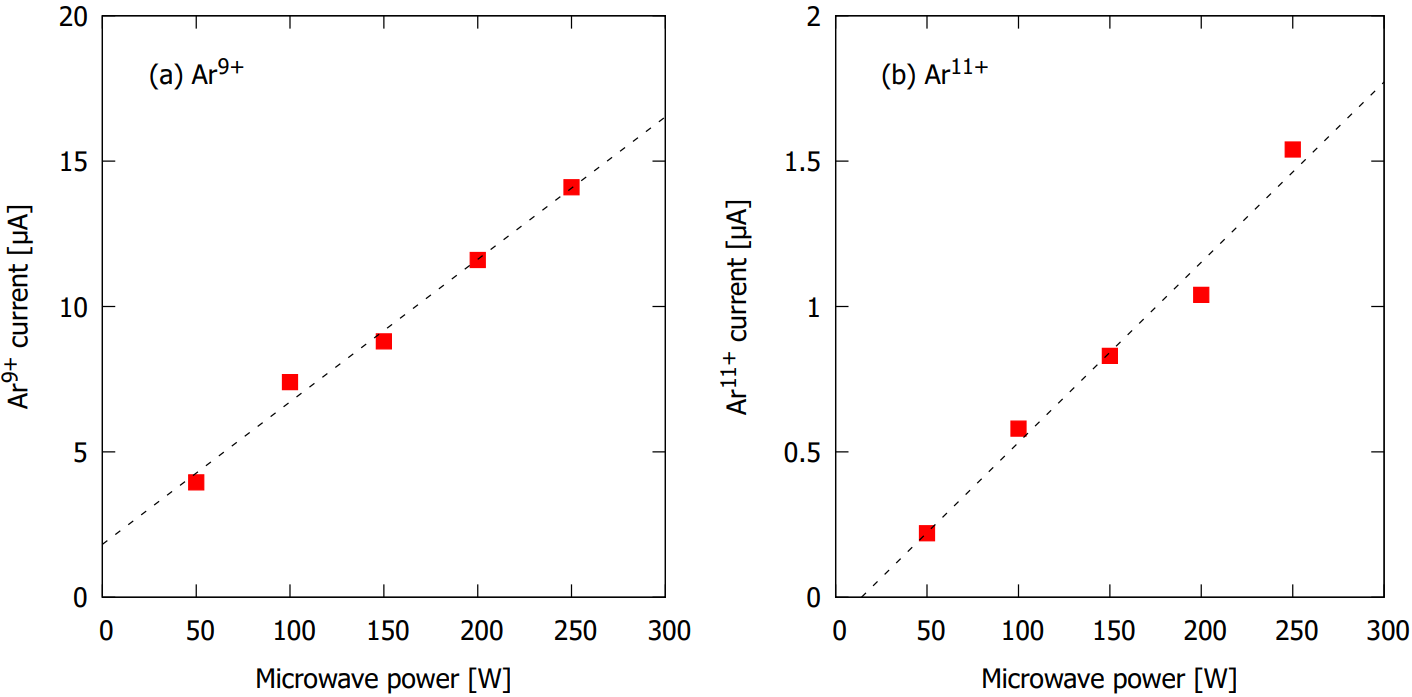 20
15
10
5
0
0 50 100 150 200 250 300
(a) Ar⁹⁺
Ar⁹⁺ current [µA]
Microwave power [W]
2
1.5
1
0.5
0
0 50 100 150 200 250 300
(b) Ar¹¹⁺
Ar¹¹⁺ current [µA]
Microwave power [W]